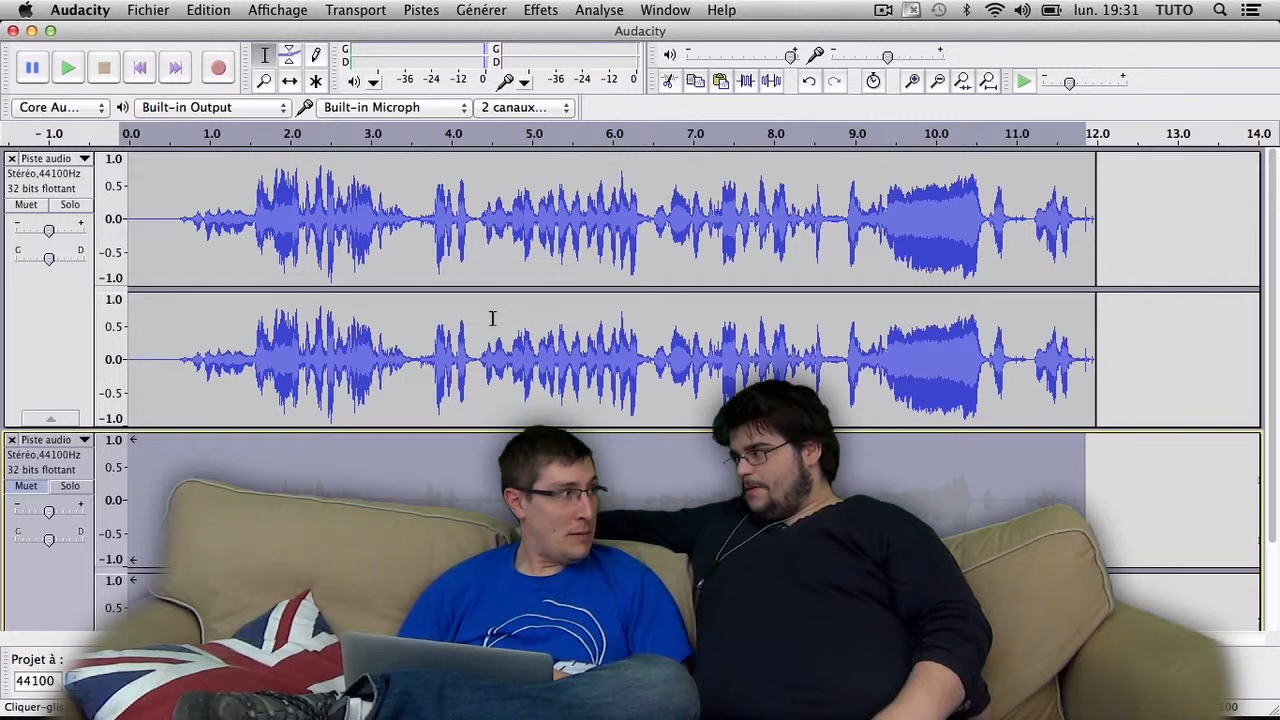 Audacity Fichier Edition Affichage Transport Pistes Générer Effets Analyse Window Help lun. 19:31 TUTO
Audacity
G
D
-36 -24 -12 0
G
D
-36 -24 -12 0
Core Au... Built-in Output Built-in Microph 2 canaux...
- 1.0 0.0 1.0 2.0 3.0 4.0 5.0 6.0 7.0 8.0 9.0 10.0 11.0 12.0 13.0 14.0
Piste audio
Stéréo,44100Hz
32 bits flottant
Muet Solo
- +
G D
1.0
0.5
0.0
-0.5
-1.0
1.0
0.5
0.0
-0.5
-1.0
Piste audio
Stéréo,44100Hz
32 bits flottant
Muet Solo
- +
G D
1.0
0.5
0.0
-0.5
-1.0
1.0
0.5
Projet à :
44100